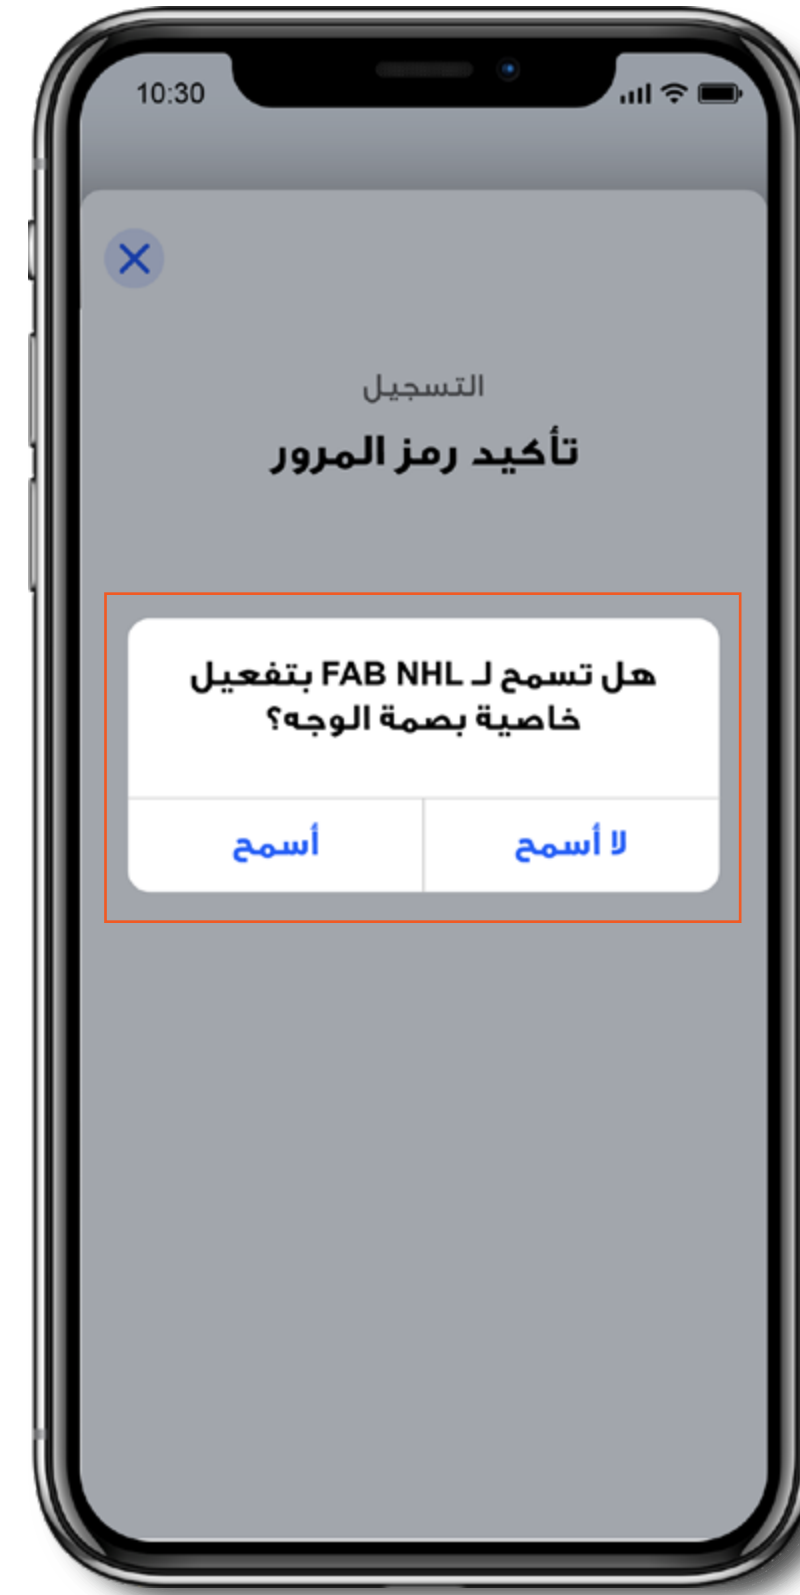 10:30
التسجيل
تأكيد رمز المرور
هل تسمح لـ FAB NHL بتفعيل
خاصية بصمة الوجه؟
لا أسمح
أسمح